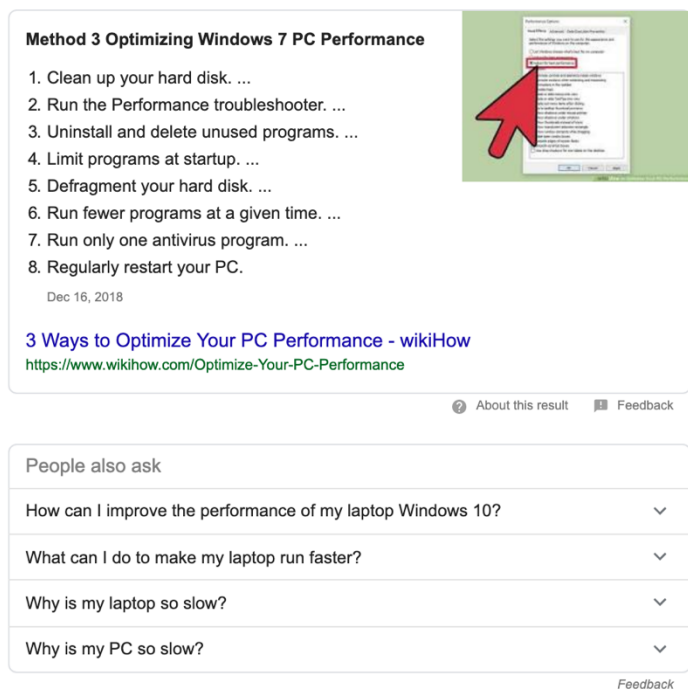 Method 3 Optimizing Windows 7 PC Performance
1. Clean up your hard disk. ...
2. Run the Performance troubleshooter. ...
3. Uninstall and delete unused programs. ...
4. Limit programs at startup. ...
5. Defragment your hard disk. ...
6. Run fewer programs at a given time. ...
7. Run only one antivirus program. ...
8. Regularly restart your PC.
Dec 16, 2018
Performance Options
3 Ways to Optimize Your PC Performance - wikiHow
https://www.wikihow.com/Optimize-Your-PC-Performance
About this result
Feedback
People also ask
How can I improve the performance of my laptop Windows 10?
What can I do to make my laptop run faster?
Why is my laptop so slow?
Why is my PC so slow?
Feedback